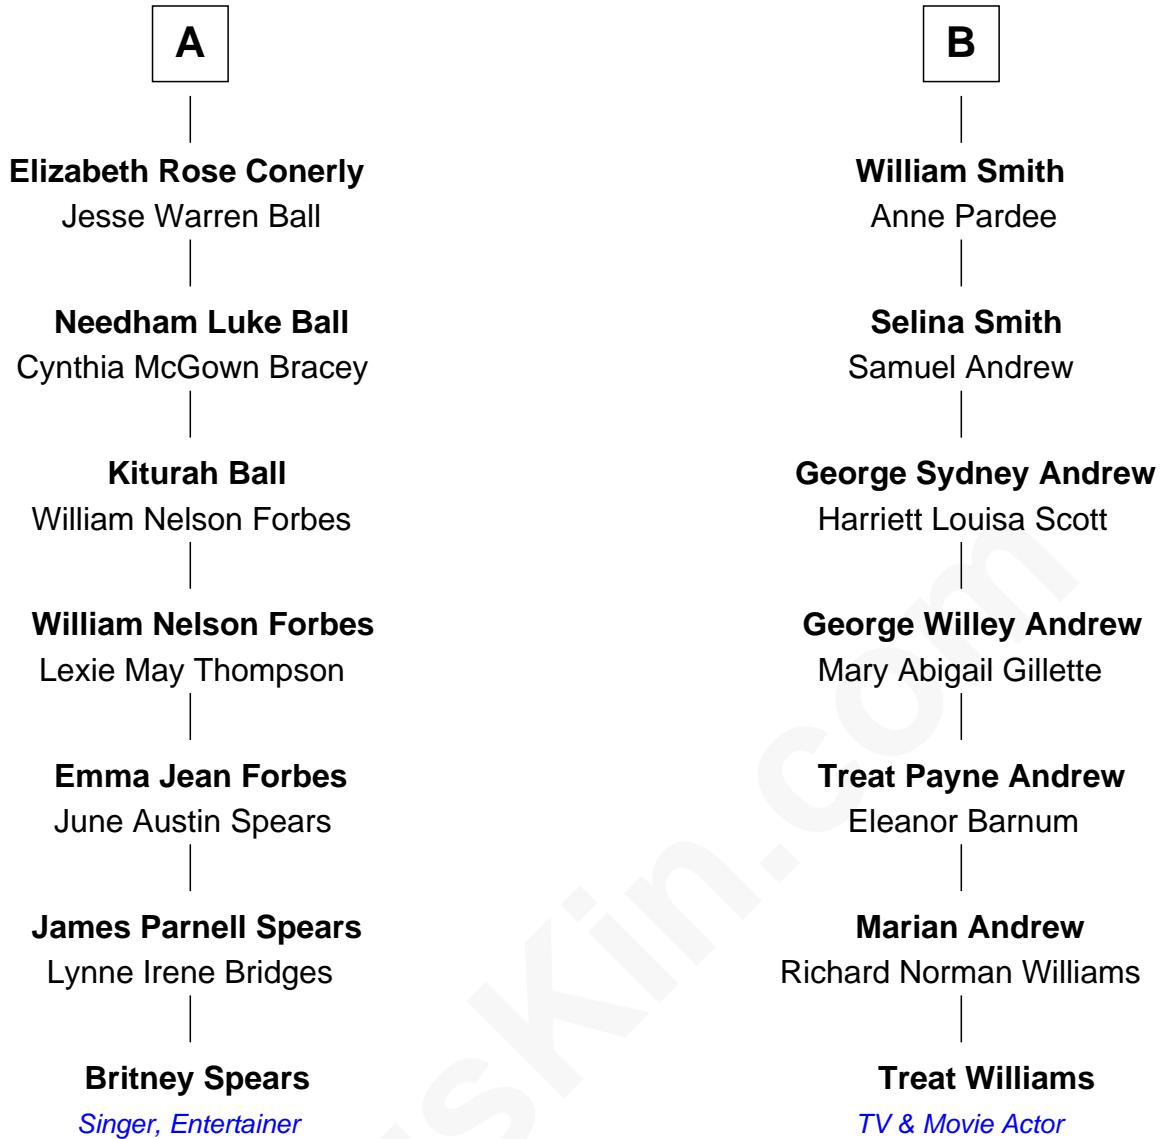 A
Elizabeth Rose Conerly
Jesse Warren Ball
Needham Luke Ball
Cynthia McGown Bracey
Kiturah Ball
William Nelson Forbes
William Nelson Forbes
Lexie May Thompson
Emma Jean Forbes
June Austin Spears
James Parnell Spears
Lynne Irene Bridges
Britney Spears
Singer, Entertainer
B
William Smith
Anne Pardee
Selina Smith
Samuel Andrew
George Sydney Andrew
Harriett Louisa Scott
George Willey Andrew
Mary Abigail Gillette
Treat Payne Andrew
Eleanor Barnum
Marian Andrew
Richard Norman Williams
Treat Williams
TV & Movie Actor